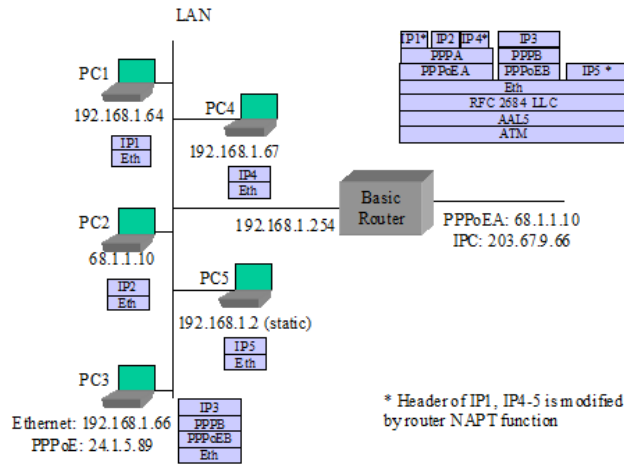 LAN
PC1
192.168.1.64
IP1
Eth
PC4
192.168.1.67
IP4
Eth
IP1* IP2 IP4* IP3
PPPA PPPB
PPPoEA PPPoEB IP5 *
Eth
RFC 2684 LLC
AAL5
ATM
192.168.1.254
Basic
Router
PPPoEA: 68.1.1.10
IPC: 203.67.9.66
PC2
68.1.1.10
IP2
Eth
PC5
192.168.1.2 (static)
IP5
Eth
PC3
Ethernet: 192.168.1.66
PPPoE: 24.1.5.89
IP3
PPPB
PPPoEB
Eth
* Header of IP1, IP4-5 is modified
by router NAPT function